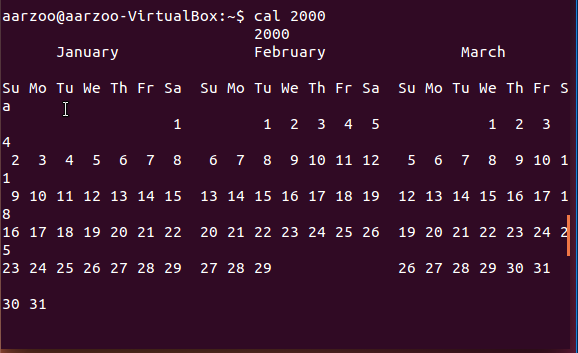 aarzoo@aarzoo-VirtualBox:~$ cal 2000
2000
January February March
Su Mo Tu We Th Fr Sa Su Mo Tu We Th Fr Sa Su Mo Tu We Th Fr S
a
1 1 2 3 4 5 1 2 3
4
2 3 4 5 6 7 8 6 7 8 9 10 11 12 5 6 7 8 9 10 1
1
9 10 11 12 13 14 15 13 14 15 16 17 18 19 12 13 14 15 16 17 1
8
16 17 18 19 20 21 22 20 21 22 23 24 25 26 19 20 21 22 23 24 2
5
23 24 25 26 27 28 29 27 28 29 26 27 28 29 30 31
30 31